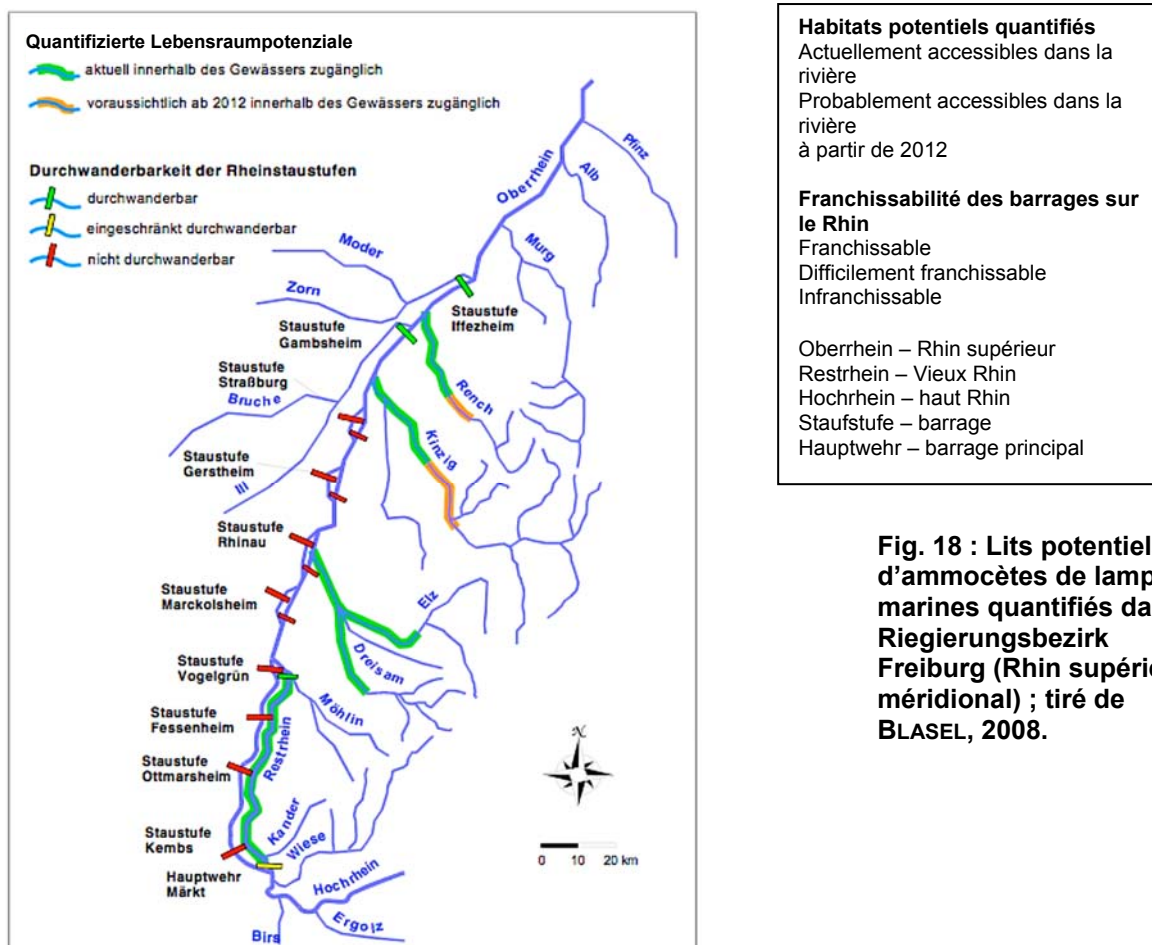 Quantifizierte Lebensraumpotenziale
aktuell innerhalb des Gewässers zugänglich
voraussichtlich ab 2012 innerhalb des Gewässers zugänglich
Durchwanderbarkeit der Rheinstaustufen
durchwanderbar
eingeschränkt durchwanderbar
nicht durchwanderbar
Pfinz
Alb
Oberrhein
Murg
Moder
Zorn
Staustufe
Iffezheim
Staustufe
Gambsheim
Staustufe
Straßburg
Bruche
Rench
Kinzig
Staustufe
Gerstheim
Ill
Staustufe
Rhinau
Staustufe
Marckolsheim
Elz
Dreisam
Staustufe
Vogelgrün
Möhlin
Staustufe
Fessenheim
Restrhein
Staustufe
Ottmarsheim
Kander
Wiese
Staustufe
Kembs
Hauptwehr
Märkt
Hochrhein
Ergolz
Birs
N
0 10 20 km
Habitats potentiels quantifiés
Actuellement accessibles dans la
rivière
Probablement accessibles dans la
rivière
à partir de 2012
Franchissabilité des barrages sur
le Rhin
Franchissable
Difficilement franchissable
Infranchissable
Oberrhein – Rhin supérieur
Restrhein – Vieux Rhin
Hochrhein – haut Rhin
Staufstufe – barrage
Hauptwehr – barrage principal
Fig. 18 : Lits potentiel
d'ammocètes de lamp
marines quantifiés da
Riegierungsbezirk
Freiburg (Rhin supérie
méridional) ; tiré de
BLASEL, 2008.